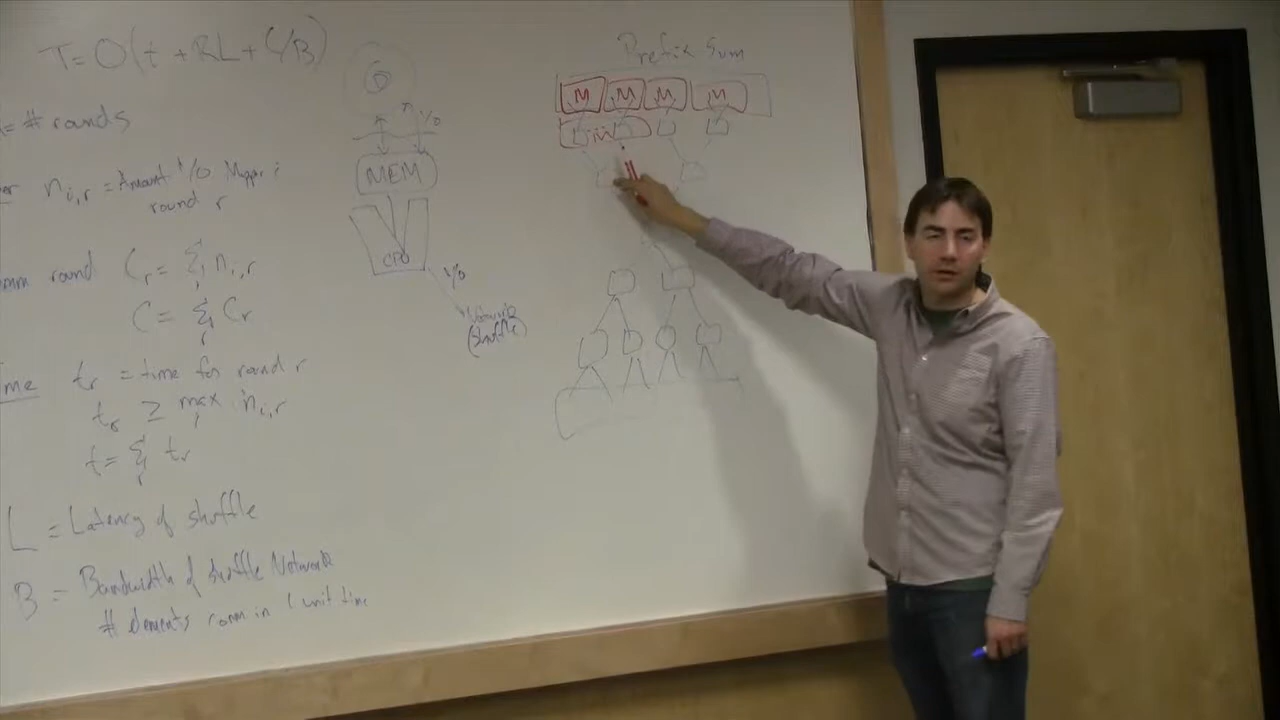 T = O(t + RL + C/B)
= # rounds
n_{i,r} = Amount I/O Mapper i
round r
comm round C_r = Σ_i n_{i,r}
C = Σ_r C_r
time t_r = time for round r
t_r ≥ max_i n_{i,r}
t = Σ_r t_r
L = Latency of shuffle
B = Bandwidth of shuffle Network
# elements comm in 1 unit time
MEM
CPU
I/O
I/O
Network
(shuffle)
Prefix Sum
M M M M